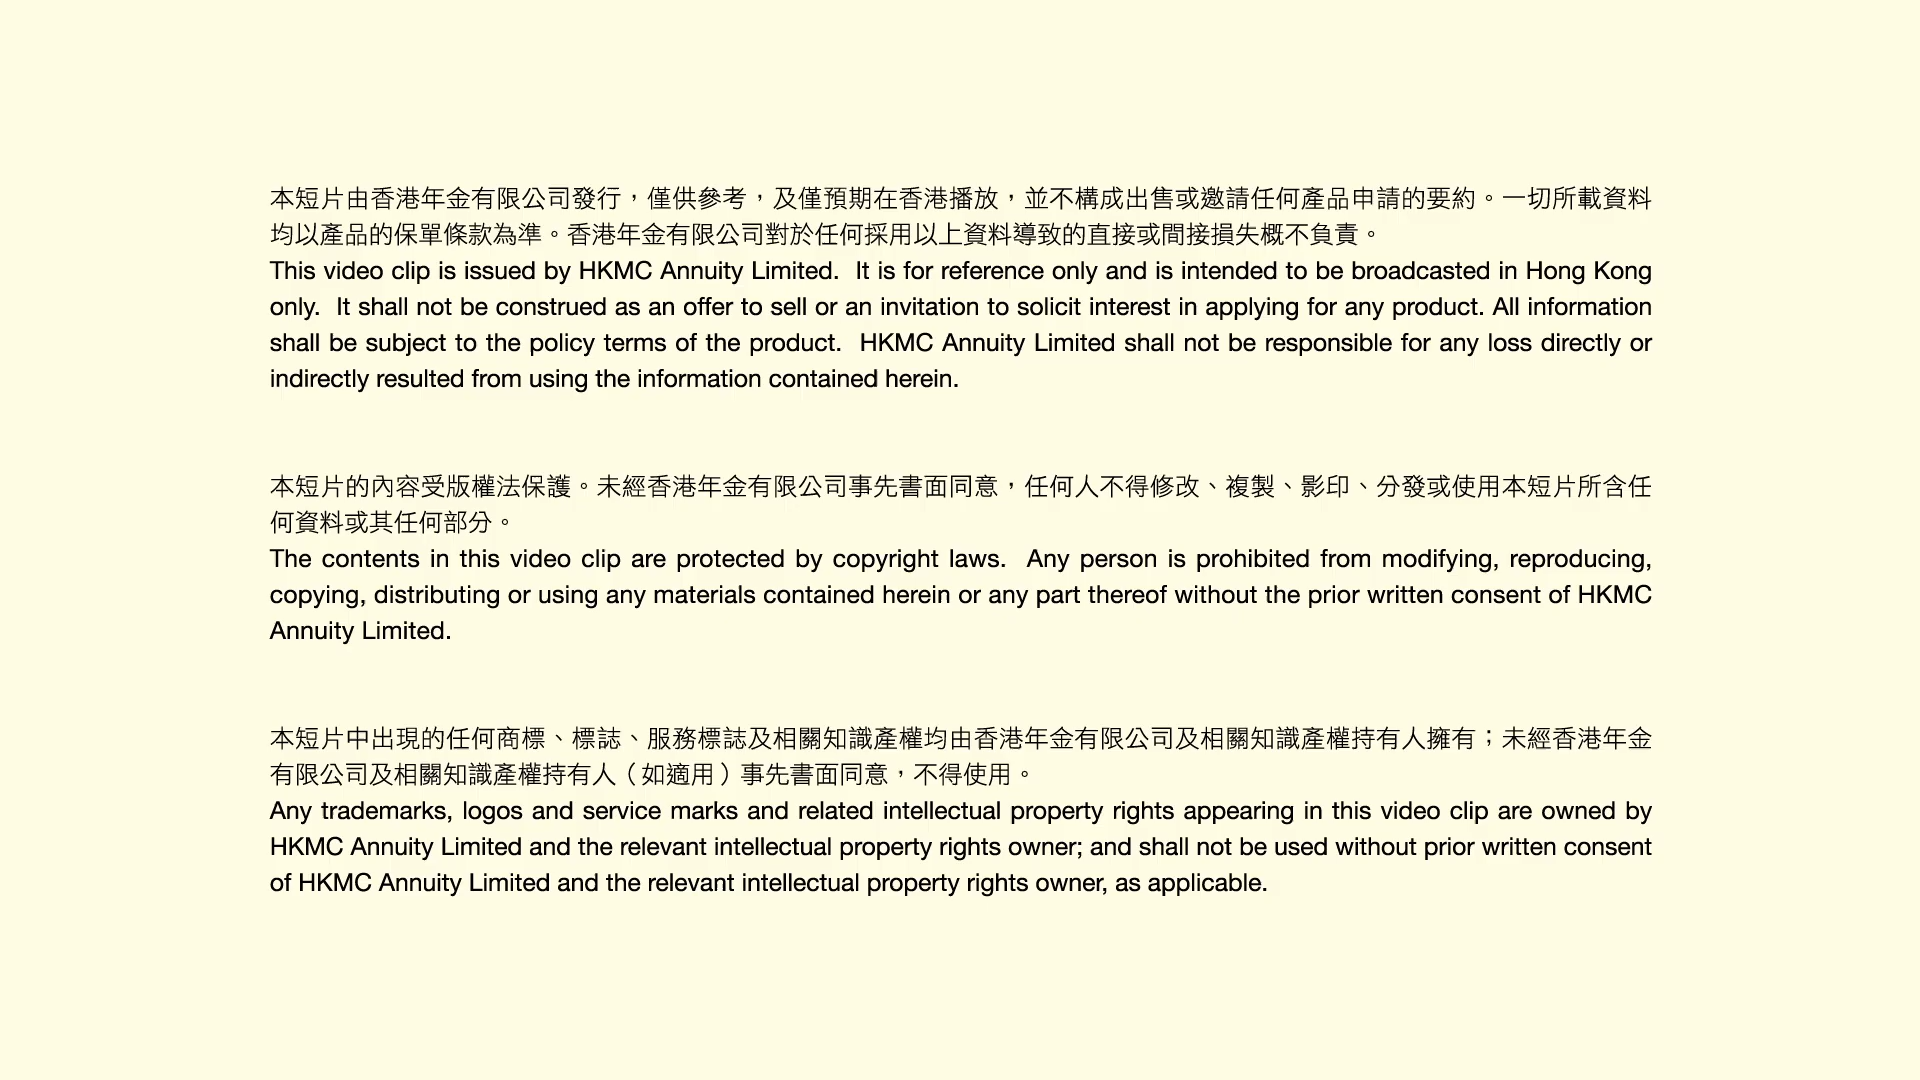 本短片由香港年金有限公司發行，僅供參考，及僅預期在香港播放，並不構成出售或邀請任何產品申請的要約。一切所載資料
均以產品的保單條款為準。香港年金有限公司對於任何採用以上資料導致的直接或間接損失概不負責。
This video clip is issued by HKMC Annuity Limited.  It is for reference only and is intended to be broadcasted in Hong Kong
only.  It shall not be construed as an offer to sell or an invitation to solicit interest in applying for any product. All information
shall be subject to the policy terms of the product.  HKMC Annuity Limited shall not be responsible for any loss directly or
indirectly resulted from using the information contained herein.
本短片的內容受版權法保護。未經香港年金有限公司事先書面同意，任何人不得修改、複製、影印、分發或使用本短片所含任
何資料或其任何部分。
The contents in this video clip are protected by copyright laws.  Any person is prohibited from modifying, reproducing,
copying, distributing or using any materials contained herein or any part thereof without the prior written consent of HKMC
Annuity Limited.
本短片中出現的任何商標、標誌、服務標誌及相關知識產權均由香港年金有限公司及相關知識產權持有人擁有；未經香港年金
有限公司及相關知識產權持有人（如適用）事先書面同意，不得使用。
Any trademarks, logos and service marks and related intellectual property rights appearing in this video clip are owned by
HKMC Annuity Limited and the relevant intellectual property rights owner; and shall not be used without prior written consent
of HKMC Annuity Limited and the relevant intellectual property rights owner, as applicable.